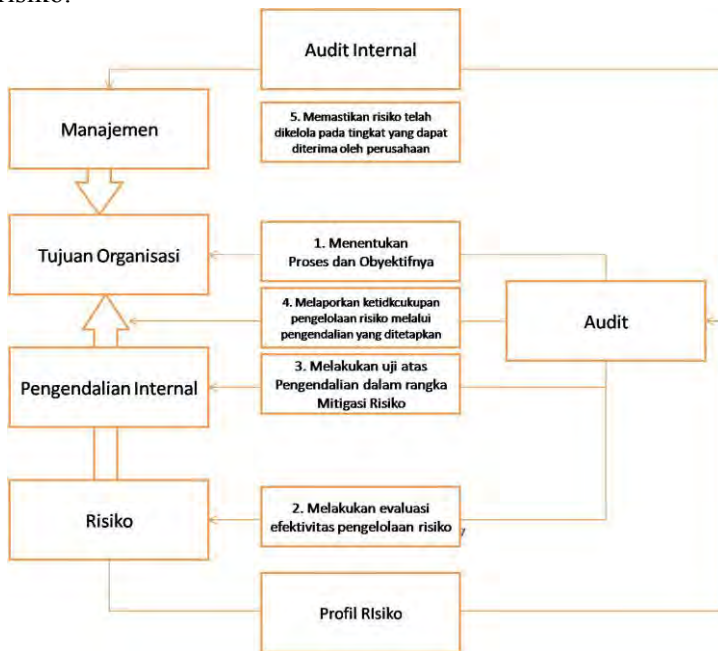 risiko.
Audit Internal
Manajemen
5. Memastikan risiko telah
dikelola pada tingkat yang dapat
diterima oleh perusahaan
Tujuan Organisasi
1. Menentukan
Proses dan Obyektifnya
4. Melaporkan ketidkcukupan
pengelolaan risiko melalui
pengendalian yang ditetapkan
Audit
Pengendalian Internal
3. Melakukan uji atas
Pengendalian dalam rangka
Mitigasi Risiko
Risiko
2. Melakukan evaluasi
efektivitas pengelolaan risiko
Profil RIsiko